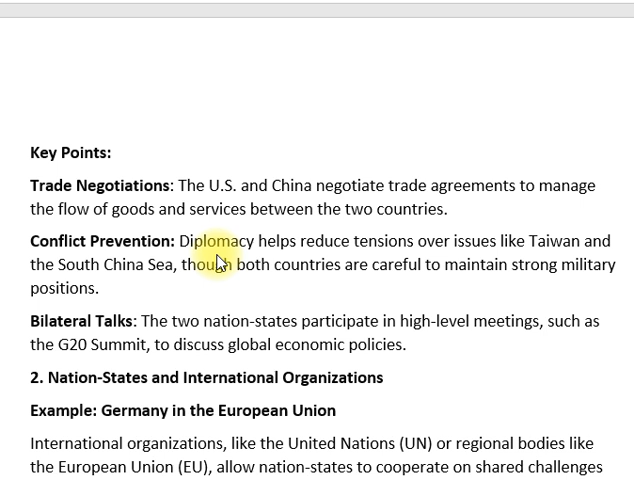 Key Points:
Trade Negotiations: The U.S. and China negotiate trade agreements to manage
the flow of goods and services between the two countries.
Conflict Prevention: Diplomacy helps reduce tensions over issues like Taiwan and
the South China Sea, though both countries are careful to maintain strong military
positions.
Bilateral Talks: The two nation-states participate in high-level meetings, such as
the G20 Summit, to discuss global economic policies.
2. Nation-States and International Organizations
Example: Germany in the European Union
International organizations, like the United Nations (UN) or regional bodies like
the European Union (EU), allow nation-states to cooperate on shared challenges